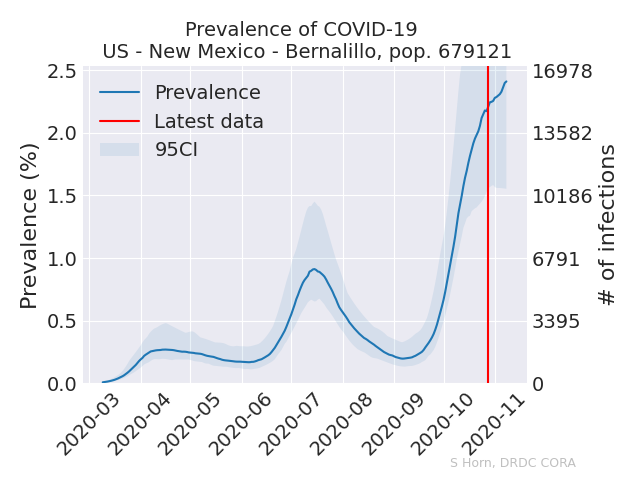 Prevalence of COVID-19
US - New Mexico - Bernalillo, pop. 679121
Prevalence
Latest data
95CI
Prevalence (%)
2.5
2.0
1.5
1.0
0.5
0.0
16978
13582
10186
6791
3395
0
# of infections
2020-03
2020-04
2020-05
2020-06
2020-07
2020-08
2020-09
2020-10
2020-11
S Horn, DRDC CORA